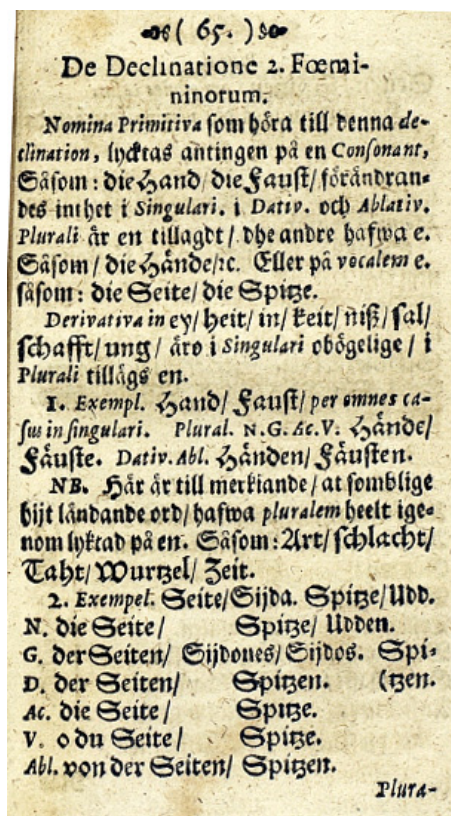 ( 65. )
De Declinatione 2. Fœmi-
ninorum.
Nomina Primitiva som höra till denna de-
clination, lycktas antingen på en Consonant,
Såsom: die Hand/ die Faust/ förändran-
des inthet i Singulari. i Dativ. och Ablativ.
Plurali är en tillagdt/ dhe andre hafwa e.
Såsom/ die Hände/ꝛc. Eller på vocalem e.
såsom: die Seite/ die Spitze.
Derivativa in ey/ heit/ in/ keit/ niß/ sal/
schafft/ ung/ äro i Singulari obögelige/ i
Plurali tillägs en.
1. Exempl. Hand/ Faust/ per omnes ca-
sus in singulari. Plural. N. G. Ac. V. Hände/
Fäuste. Dativ. Abl. Händen/ Fäusten.
NB. Här är till merkiande/ at somblige
hijt ländande ord/ hafwa pluralem heelt ige-
nom lyktad på en. Såsom: Art/ schlacht/
Taht/ Wurtzel/ Zeit.
2. Exempel. Seite/Sijda. Spitze/ Udd.
N. die Seite/ Spitze/ Udden.
G. der Seiten/ Sijdones/ Sijdos. Spi-
D. der Seiten/ Spitzen. (tzen.
Ac. die Seite/ Spitze.
V. o du Seite/ Spitze.
Abl. von der Seiten/ Spitzen.
Plura-